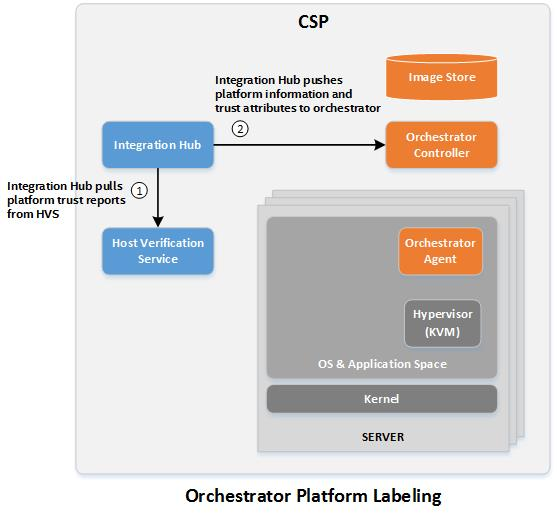 CSP
Image Store
Integration Hub pushes
platform information and
trust attributes to orchestrator
2
Integration Hub
Orchestrator
Controller
Integration Hub pulls
platform trust reports
from HVS
1
Host Verification
Service
Orchestrator
Agent
Hypervisor
(KVM)
OS & Application Space
Kernel
SERVER
Orchestrator Platform Labeling